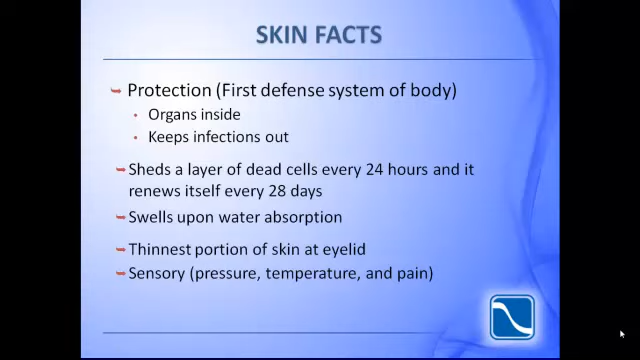 SKIN FACTS
Protection (First defense system of body)
Organs inside
Keeps infections out
Sheds a layer of dead cells every 24 hours and it
renews itself every 28 days
Swells upon water absorption
Thinnest portion of skin at eyelid
Sensory (pressure, temperature, and pain)